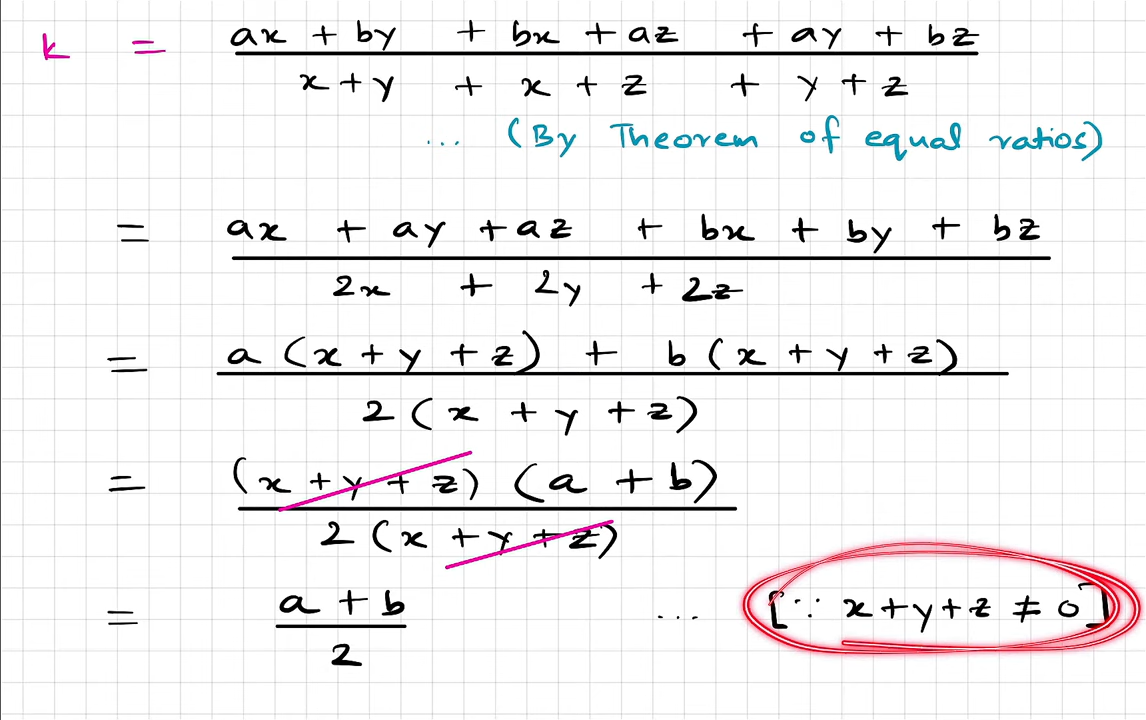 k = ax + by + bx + az + ay + bz
x + y + x + z + y + z
... (By Theorem of equal ratios)
= ax + ay + az + bx + by + bz
2x + 2y + 2z
= a (x + y + z) + b (x + y + z)
2 (x + y + z)
= (x + y + z) (a + b)
2 (x + y + z)
= a + b ... [∵ x + y + z ≠ 0]
2